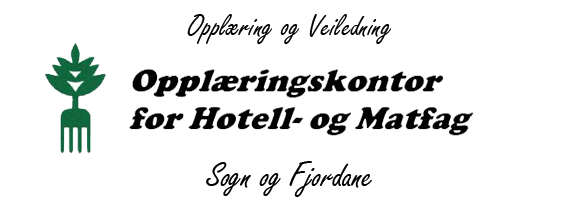 Opplæring og Veiledning
Opplæringskontor
for Hotell- og Matfag
Sogn og Fjordane